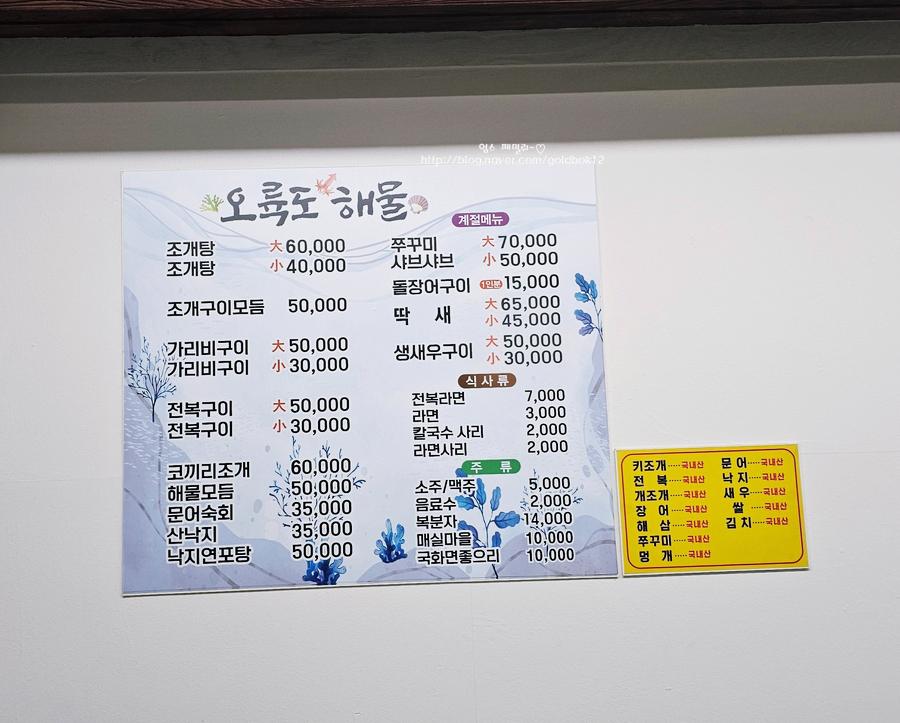 엄스 패밀리~♡
http://blog.naver.com/goldbok12
오륙도 해물
조개탕 大 60,000
조개탕 小 40,000
조개구이모듬 50,000
가리비구이 大 50,000
가리비구이 小 30,000
전복구이 大 50,000
전복구이 小 30,000
코끼리조개 60,000
해물모듬 50,000
문어숙회 35,000
산낙지 35,000
낙지연포탕 50,000
계절메뉴
쭈꾸미 大 70,000
샤브샤브 小 50,000
돌장어구이 1인분 15,000
딱 새 大 65,000
小 45,000
생새우구이 大 50,000
小 30,000
식사류
전복라면 7,000
라면 3,000
칼국수 사리 2,000
라면사리 2,000
주 류
소주/맥주 5,000
음료수 2,000
복분자 14,000
매실마을 10,000
국화면좋으리 10,000
키조개·····국내산
전 복·····국내산
개조개·····국내산
장 어·····국내산
해 삼·····국내산
쭈꾸미·····국내산
멍 개·····국내산
문 어·····국내산
낙 지·····국내산
새 우·····국내산
쌀·····국내산
김 치·····국내산